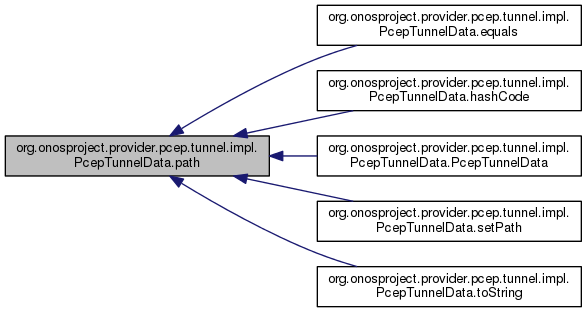 org.onosproject.provider.pcep.tunnel.impl.
PcepTunnelData.path
org.onosproject.provider.pcep.tunnel.impl.
PcepTunnelData.equals
org.onosproject.provider.pcep.tunnel.impl.
PcepTunnelData.hashCode
org.onosproject.provider.pcep.tunnel.impl.
PcepTunnelData.PcepTunnelData
org.onosproject.provider.pcep.tunnel.impl.
PcepTunnelData.setPath
org.onosproject.provider.pcep.tunnel.impl.
PcepTunnelData.toString